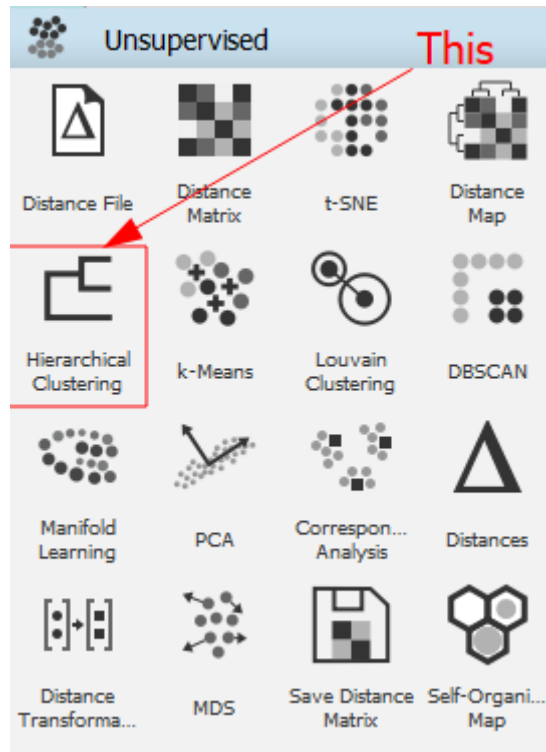 Unsupervised
This
Distance File
Distance
Matrix
t-SNE
Distance
Map
Hierarchical
Clustering
k-Means
Louvain
Clustering
DBSCAN
Manifold
Learning
PCA
Correspon...
Analysis
Distances
Distance
Transforma...
MDS
Save Distance
Matrix
Self-Organi...
Map